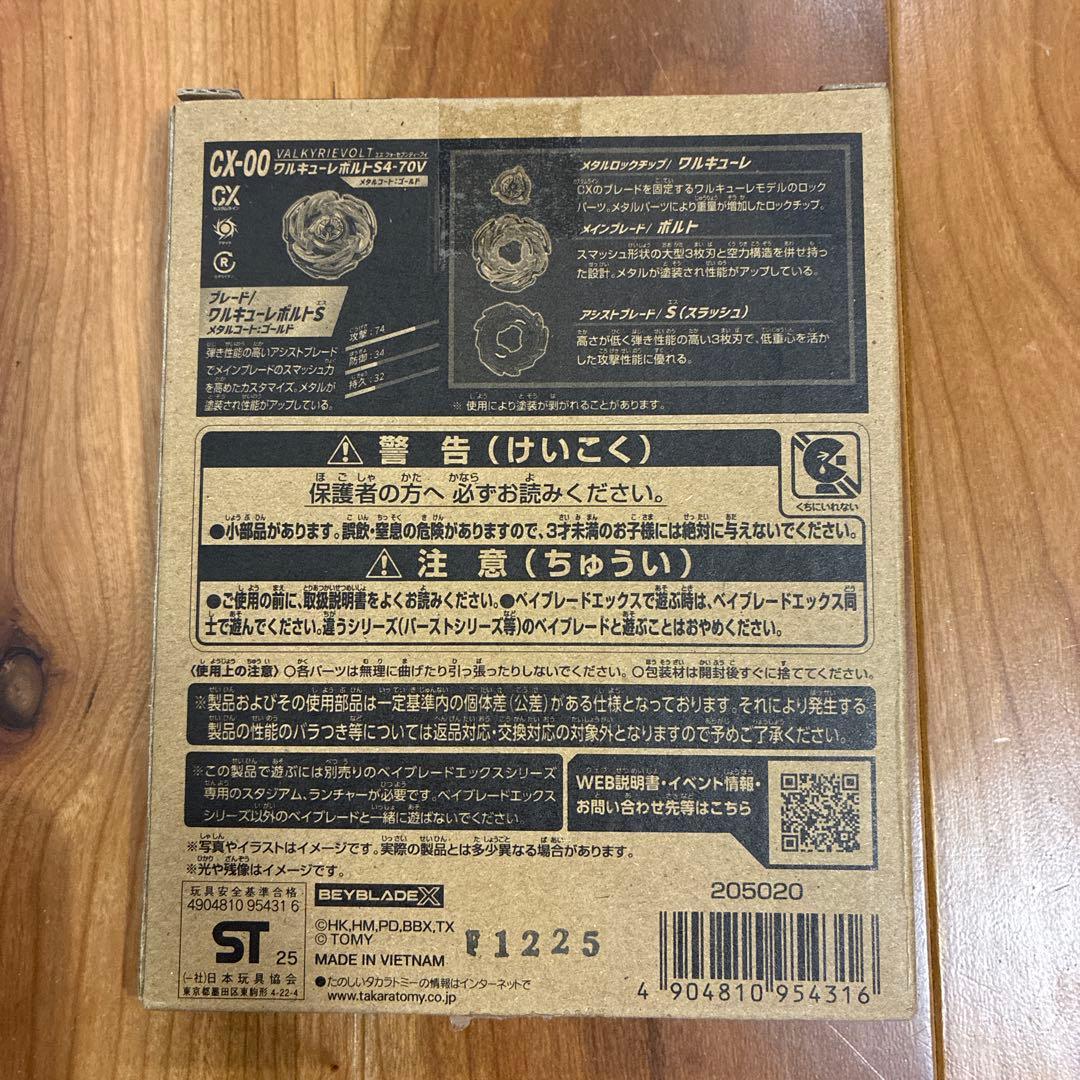 CX-00
VALKYRIEVOLT
ワルキューレボルトS4-70V
メタルコート:ゴールド
CX
カスタムライン
アタック
R
ブレード/
ワルキューレボルトS
メタルコート:ゴールド
弾き性能の高いアシストブレード
でメインブレードのスマッシュ力
を高めたカスタマイズ。メタルが
塗装され性能がアップしている。
攻撃:74
防御:34
持久:32
メタルロックチップ/ ワルキューレ
CXのブレードを固定するワルキューレモデルのロック
パーツ。メタルパーツにより重量が増加したロックチップ。
メインブレード/ ボルト
スマッシュ形状の大型3枚刃と空力構造を併せ持っ
た設計。メタルが塗装され性能がアップしている。
アシストブレード/ S(スラッシュ)
高さが低く弾き性能の高い3枚刃で、低重心を活か
した攻撃性能に優れる。
※使用により塗装が剥がれることがあります。
⚠ 警告(けいこく)
保護者の方へ 必ずお読みください。
●小部品があります。誤飲・窒息の危険がありますので、3才未満のお子様には絶対に与えないでください。
くちにいれない
⚠ 注意(ちゅうい)
●ご使用の前に、取扱説明書をよくお読みください。●ベイブレードエックスで遊ぶ時は、ベイブレードエックス同
士で遊んでください。違うシリーズ(バーストシリーズ等)のベイブレードと遊ぶことはおやめください。
〈使用上の注意〉○各パーツは無理に曲げたり引っ張ったりしないでください。○包装材は開封後すぐに捨ててください。
※製品およびその使用部品は一定基準内の個体差(公差)がある仕様となっております。それにより発生する
製品の性能のバラつき等については返品対応・交換対応の対象外となりますので予めご了承ください。
※この製品で遊ぶには別売りのベイブレードエックスシリーズ
専用のスタジアム、ランチャーが必要です。ベイブレードエックス
シリーズ以外のベイブレードと一緒に遊ばないでください。
WEB説明書・イベント情報・
お問い合わせ先等はこちら
※写真やイラストはイメージです。実際の製品とは多少異なる場合があります。
※光や残像はイメージです。
玩具安全基準合格
4904810 95431 6
ST 25
(一社)日本玩具協会
東京都墨田区東駒形4-22-4
BEYBLADE X
©HK,HM,PD,BBX,TX
© TOMY
MADE IN VIETNAM
●たのしいタカラトミーの情報はインターネットで
www.takaratomy.co.jp
F1225
205020
4 904810 954316